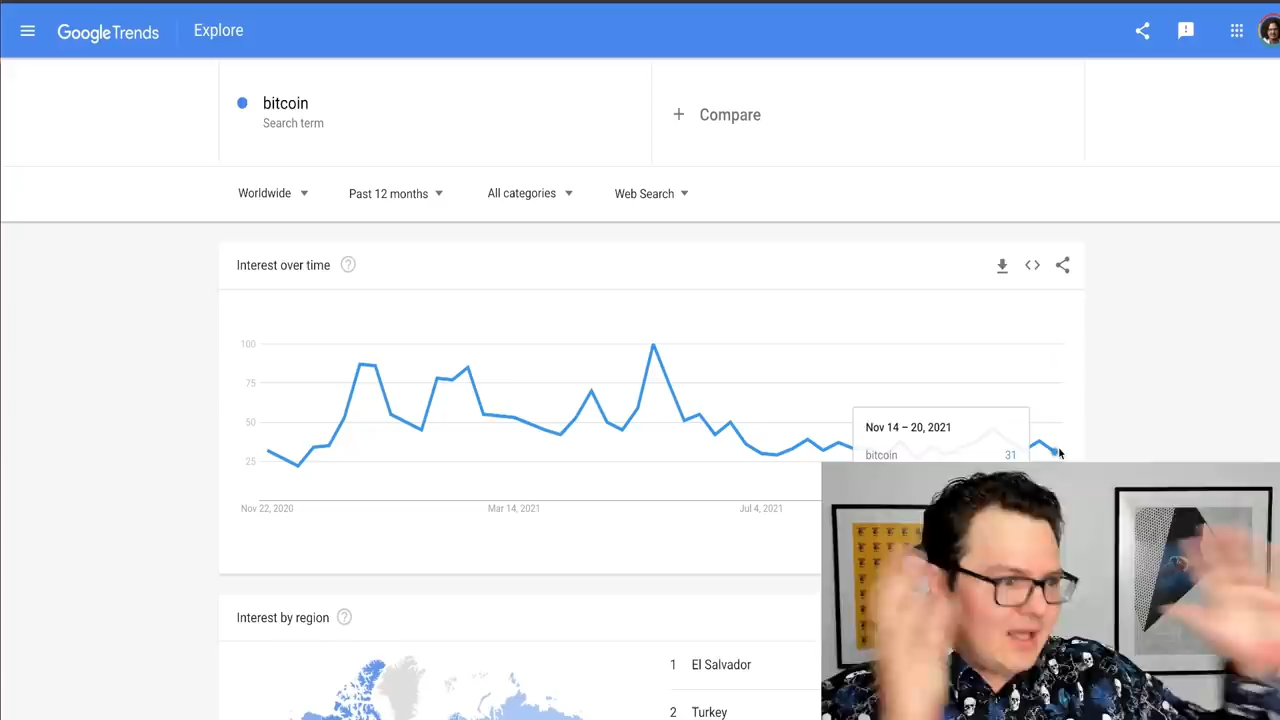 Google Trends Explore
bitcoin
Search term
+ Compare
Worldwide Past 12 months All categories Web Search
Interest over time ?
100
75
50
25
Nov 14 – 20, 2021
bitcoin 31
Nov 22, 2020 Mar 14, 2021 Jul 4, 2021
Interest by region ?
1 El Salvador
2 Turkey